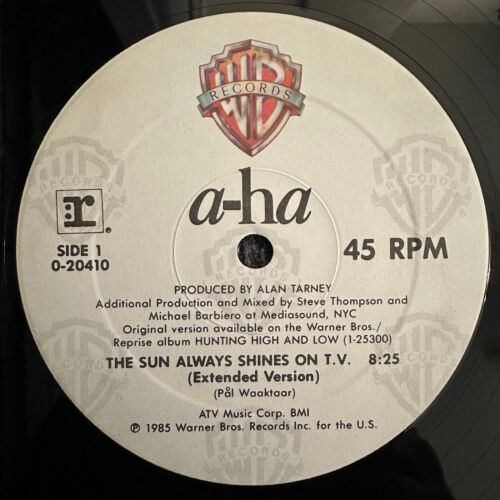 RECORDS
a-ha
r
®
SIDE 1
0-20410
45 RPM
PRODUCED BY ALAN TARNEY
Additional Production and Mixed by Steve Thompson and
Michael Barbiero at Mediasound, NYC
Original version available on the Warner Bros./
Reprise album HUNTING HIGH AND LOW (1-25300)
THE SUN ALWAYS SHINES ON T.V. 8:25
(Extended Version)
(Pål Waaktaar)
ATV Music Corp. BMI
℗ 1985 Warner Bros. Records Inc. for the U.S.